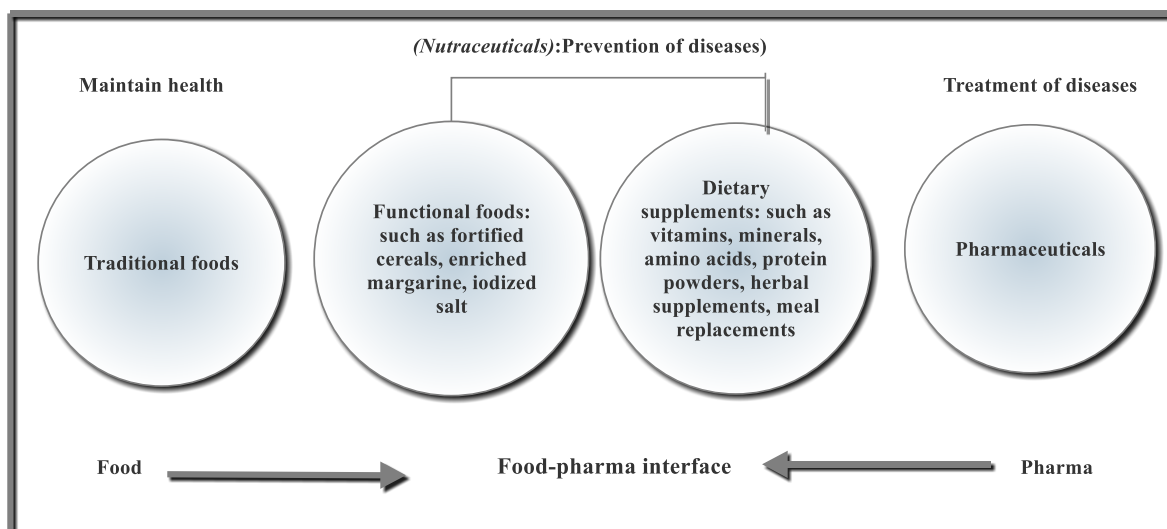 (Nutraceuticals):Prevention of diseases)
Maintain health
Treatment of diseases
Traditional foods
Functional foods:
such as fortified
cereals, enriched
margarine, iodized
salt
Dietary
supplements: such as
vitamins, minerals,
amino acids, protein
powders, herbal
supplements, meal
replacements
Pharmaceuticals
Food
Food-pharma interface
Pharma